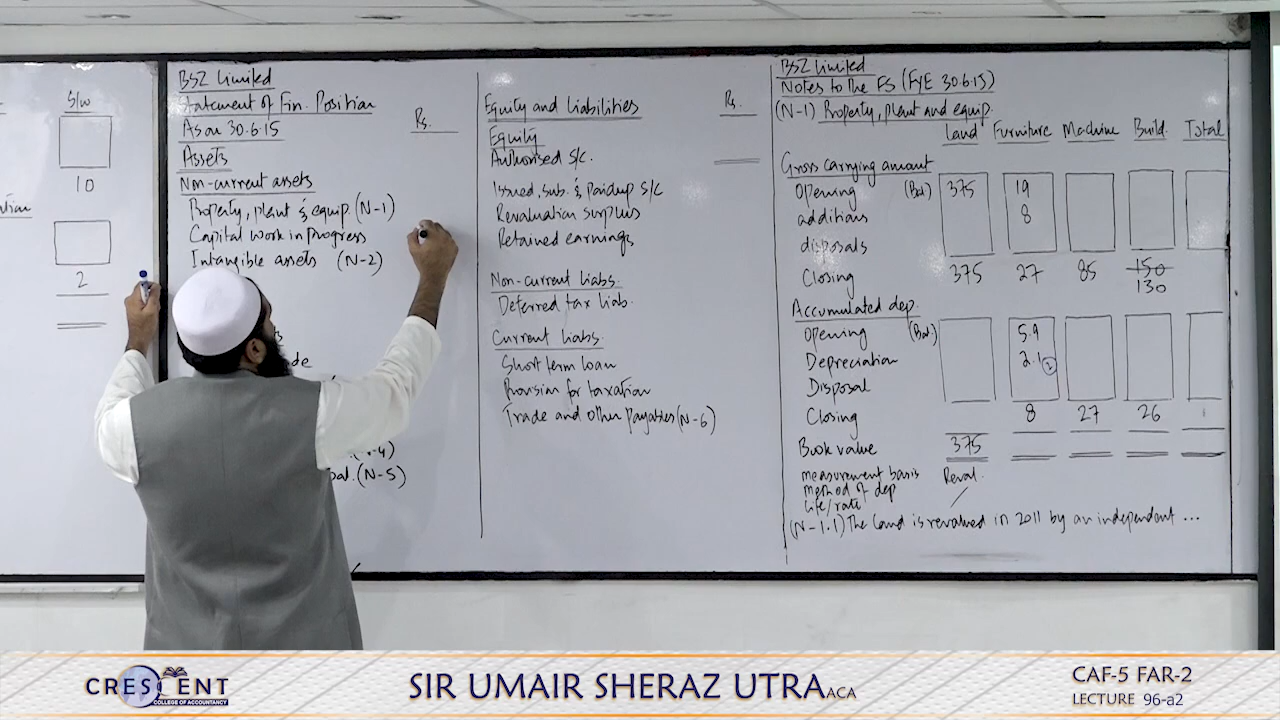 S/w
10
2
BSZ Limited
Statement of Fin. Position
As on 30.6.15
Rs.
Assets
Non-current assets
Property, plant & equip. (N-1)
Capital work in progress
Intangible assets (N-2)
(N-4)
bal. (N-5)
Equity and liabilities
Rs.
Equity
Authorised S/C.
Issued, sub. & paidup S/C
Revaluation surplus
Retained earnings
Non-current liabs.
Deferred tax liab.
Current liabs.
Short term loan
Provision for taxation
Trade and other payables (N-6)
BSZ Limited
Notes to the FS (FYE 30.6.15)
(N-1) Property, plant and equip.
Land Furniture Machine Build. Total
Gross carrying amount
Opening (Bal) 375 19
additions 8
disposals
Closing 375 27 85 150
130
Accumulated dep.
Opening (Bal) 5.9
Depreciation 2.1 2
Disposal
Closing 8 27 26
Book value 375
measurement basis Reval.
method of dep
life/rate
(N-1.1) The land is revalued in 2011 by an independent ...
CRESCENT
COLLEGE OF ACCOUNTANCY
SIR UMAIR SHERAZ UTRA ACA
CAF-5 FAR-2
LECTURE 96-a2